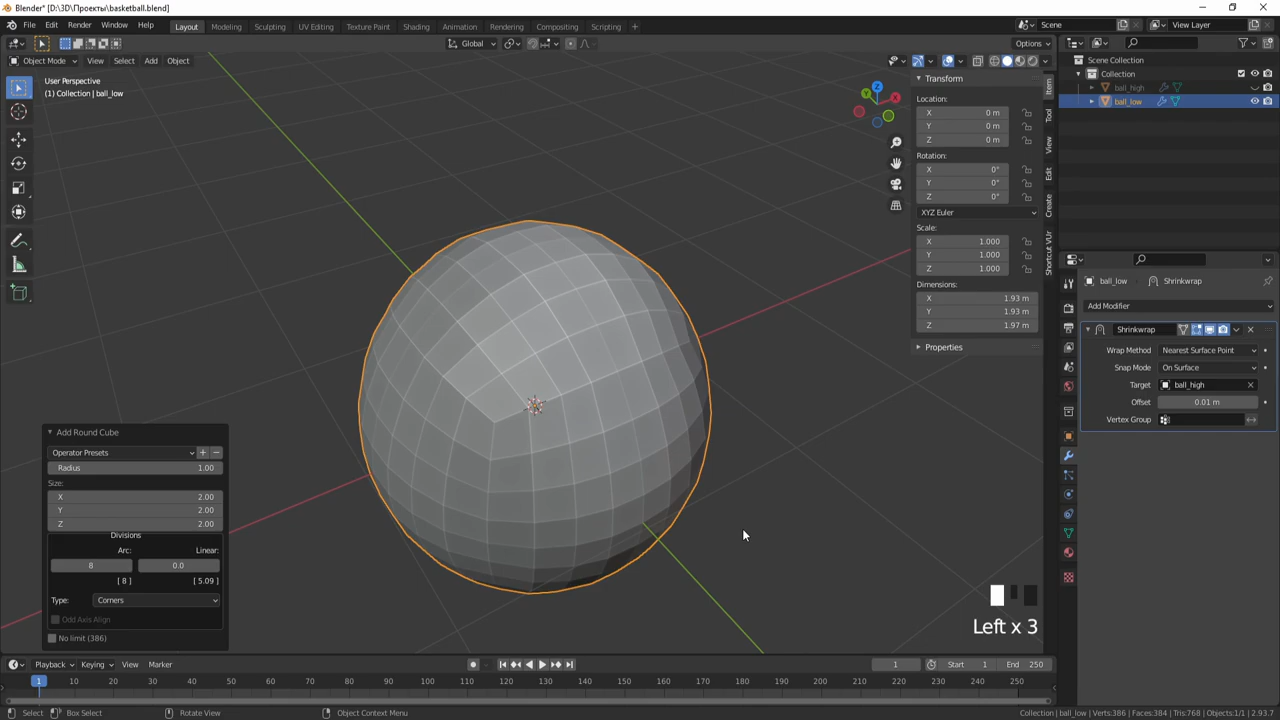 Blender* [D:\3D\Проекты\basketball.blend]
File Edit Render Window Help Layout Modeling Sculpting UV Editing Texture Paint Shading Animation Rendering Compositing Scripting + Scene View Layer
Global Options
Object Mode View Select Add Object
User Perspective
(1) Collection | ball_low
Z
Y
X
Transform
Location:
X 0 m
Y 0 m
Z 0 m
Rotation:
X 0°
Y 0°
Z 0°
XYZ Euler
Scale:
X 1.000
Y 1.000
Z 1.000
Dimensions:
X 1.93 m
Y 1.93 m
Z 1.97 m
Properties
Item
Tool
View
Edit
Create
Shortcut VUr
Scene Collection
Collection
ball_high
ball_low
ball_low Shrinkwrap
Add Modifier
Shrinkwrap
Wrap Method Nearest Surface Point
Snap Mode On Surface
Target ball_high
Offset 0.01 m
Vertex Group
Add Round Cube
Operator Presets
Radius 1.00
Size:
X 2.00
Y 2.00
Z 2.00
Divisions
Arc: Linear:
8 0.0
[ 8 ] [ 5.09 ]
Type: Corners
Odd Axis Align
No limit (386)
Left x 3
Playback Keying View Marker 1 Start 1 End 250
1 10 20 30 40 50 60 70 80 90 100 110 120 130 140 150 160 170 180 190 200 210 220 230 240 250
Select Box Select Rotate View Object Context Menu Collection | ball_low | Verts:386 | Faces:384 | Tris:768 | Objects:1/1 | 2.93.7